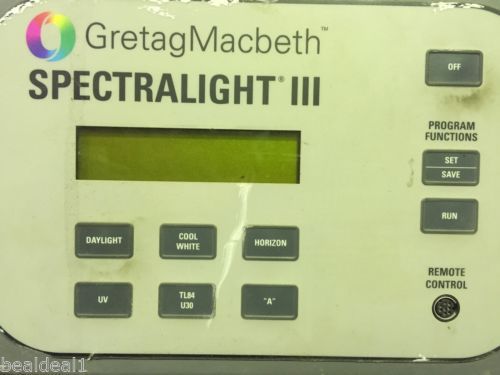 GretagMacbeth™
SPECTRALIGHT® III
OFF
PROGRAM
FUNCTIONS
SET
SAVE
RUN
DAYLIGHT
COOL
WHITE
HORIZON
UV
TL84
U30
"A"
REMOTE
CONTROL
bealdeal1